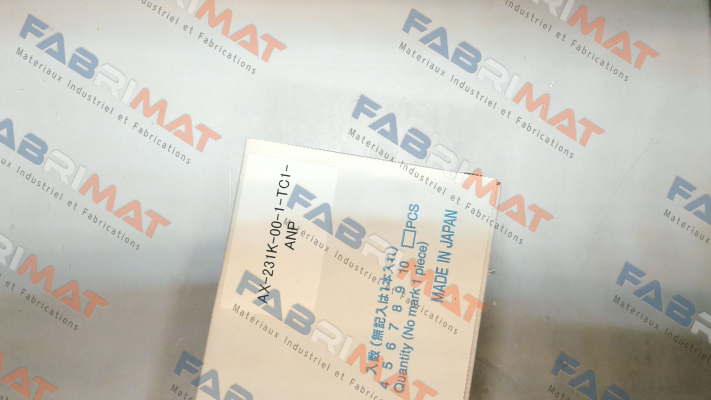 AX-231K-00-1-TC1-
ANP
入数 (無記入は1本入れ)
4 5 6 7 8 9 10 □PCS
Quantity (No mark 1 piece)
MADE IN JAPAN
FABRIMAT
Matériaux Industriel et Fabrications